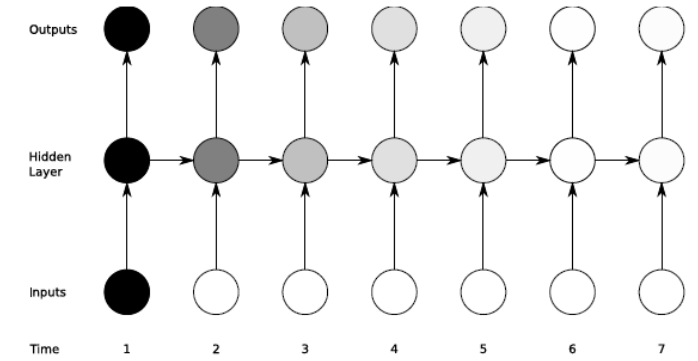 Outputs
Hidden
Layer
Inputs
Time 1 2 3 4 5 6 7